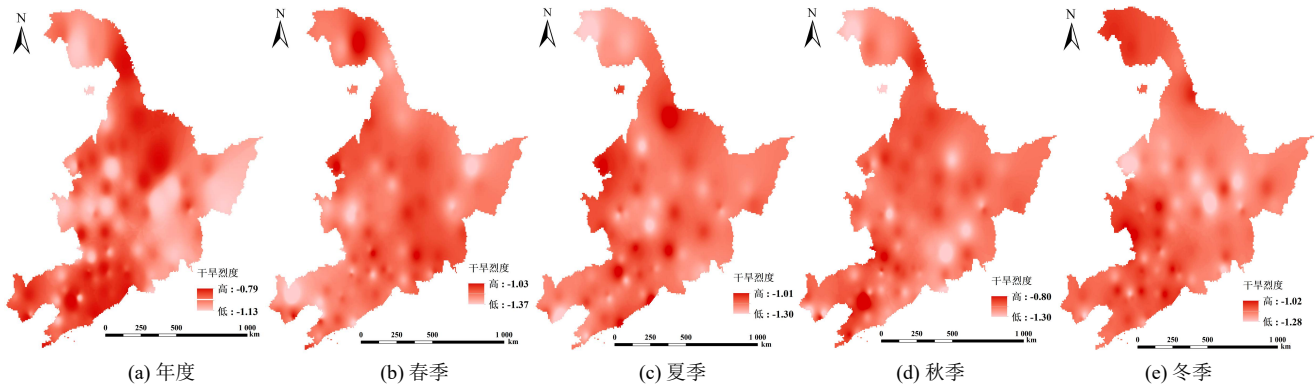 N
干旱烈度
高：-0.79
低：-1.13
0 250 500 1 000
km
(a) 年度
N
干旱烈度
高：-1.03
低：-1.37
0 250 500 1 000
km
(b) 春季
N
干旱烈度
高：-1.01
低：-1.30
0 250 500 1 000
km
(c) 夏季
N
干旱烈度
高：-0.80
低：-1.30
0 250 500 1 000
km
(d) 秋季
N
干旱烈度
高：-1.02
低：-1.28
0 250 500 1 000
km
(e) 冬季